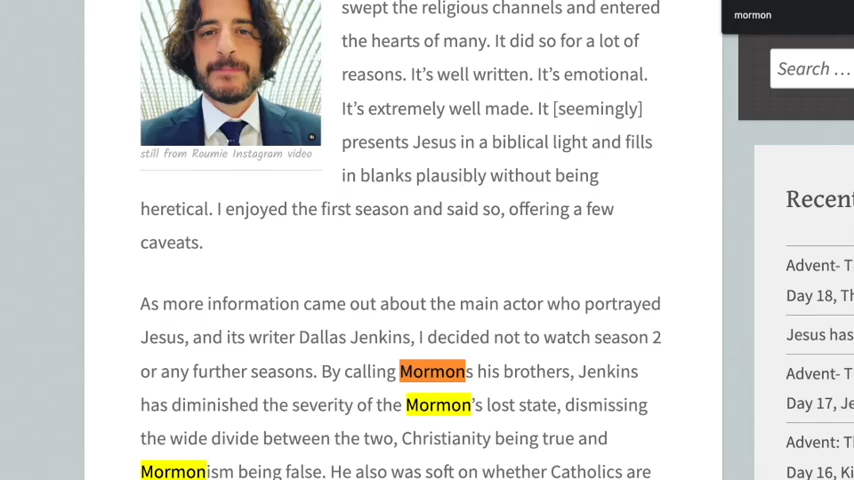 swept the religious channels and entered
the hearts of many. It did so for a lot of
reasons. It’s well written. It’s emotional.
It’s extremely well made. It [seemingly]
presents Jesus in a biblical light and fills
in blanks plausibly without being
still from Roumie Instagram video
heretical. I enjoyed the first season and said so, offering a few
caveats.
As more information came out about the main actor who portrayed
Jesus, and its writer Dallas Jenkins, I decided not to watch season 2
or any further seasons. By calling Mormons his brothers, Jenkins
has diminished the severity of the Mormon’s lost state, dismissing
the wide divide between the two, Christianity being true and
Mormonism being false. He also was soft on whether Catholics are
mormon
Search …
Recent
Advent- T
Day 18, Th
Jesus has
Advent- T
Day 17, Je
Advent: Th
Day 16, Ki